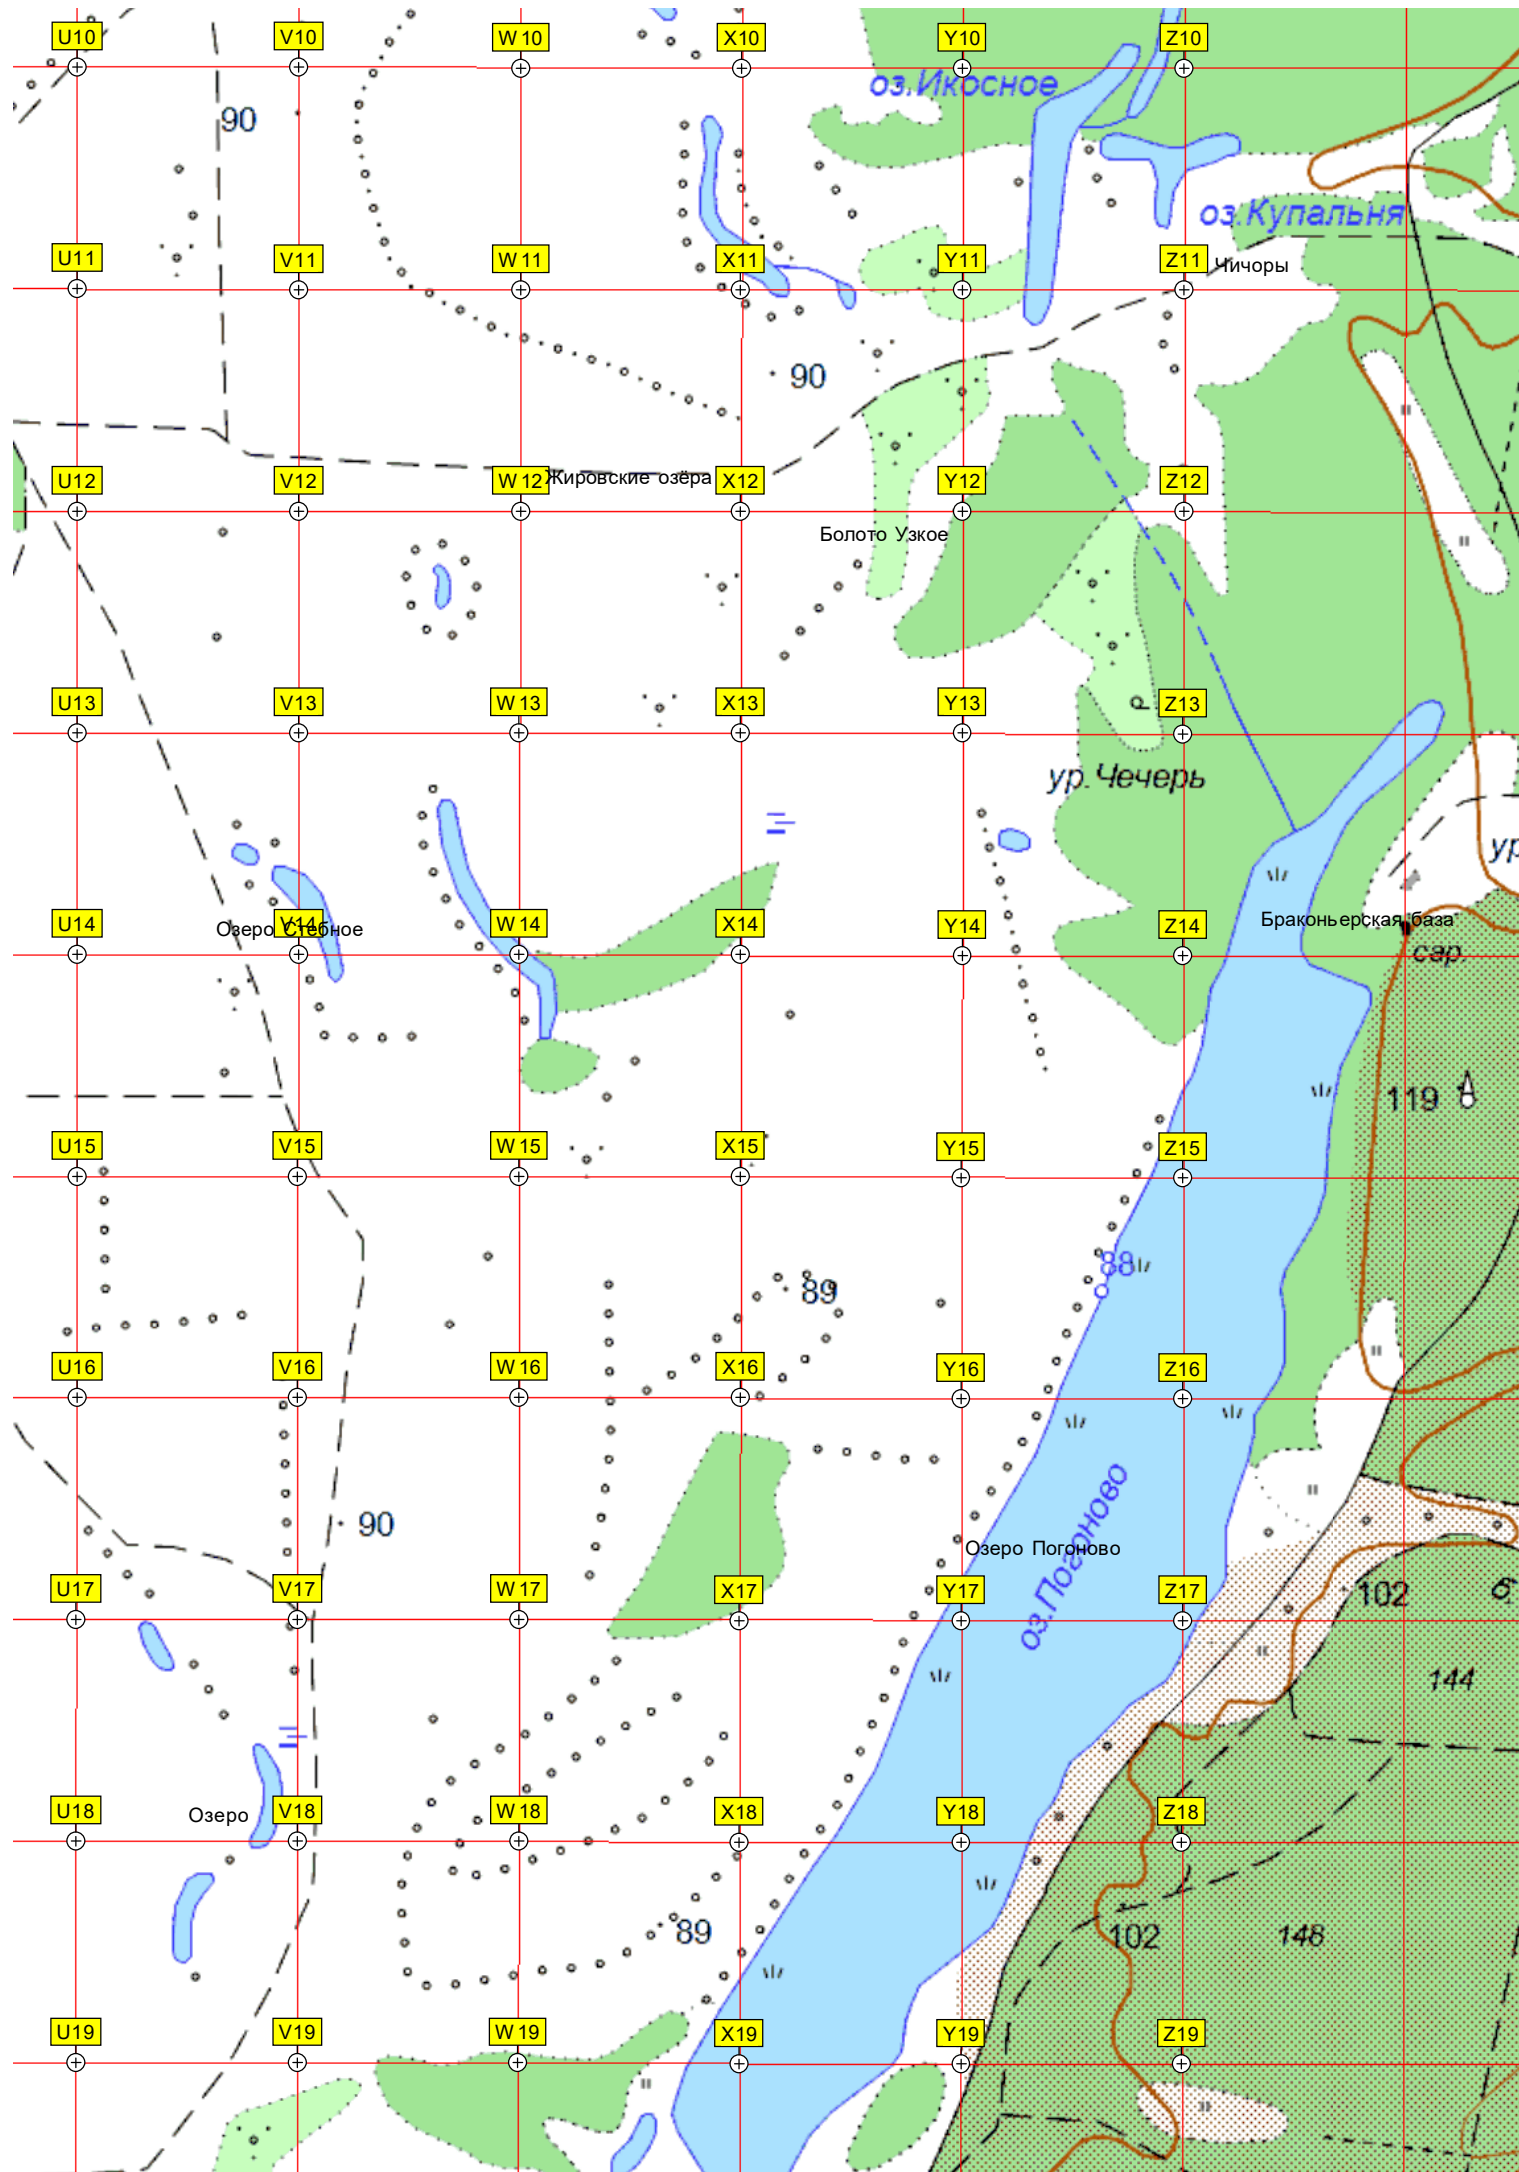 U10 V10 W10 X10 Y10 Z10
оз.Икосное
90
оз.Купальня
U11 V11 W11 X11 Y11 Z11 Чичоры
90
U12 V12 W12 Жировские озёра X12 Y12 Z12
Болото Узкое
U13 V13 W13 X13 Y13 Z13
ур.Чечерь
ур
U14 Озеро Стебное V14 W14 X14 Y14 Z14 Браконьерская база
сар.
119
U15 V15 W15 X15 Y15 Z15
88
89
U16 V16 W16 X16 Y16 Z16
90
оз.Погоново
Озеро Погоново
U17 V17 W17 X17 Y17 Z17 102
144
U18 Озеро V18 W18 X18 Y18 Z18
89 102 148
U19 V19 W19 X19 Y19 Z19